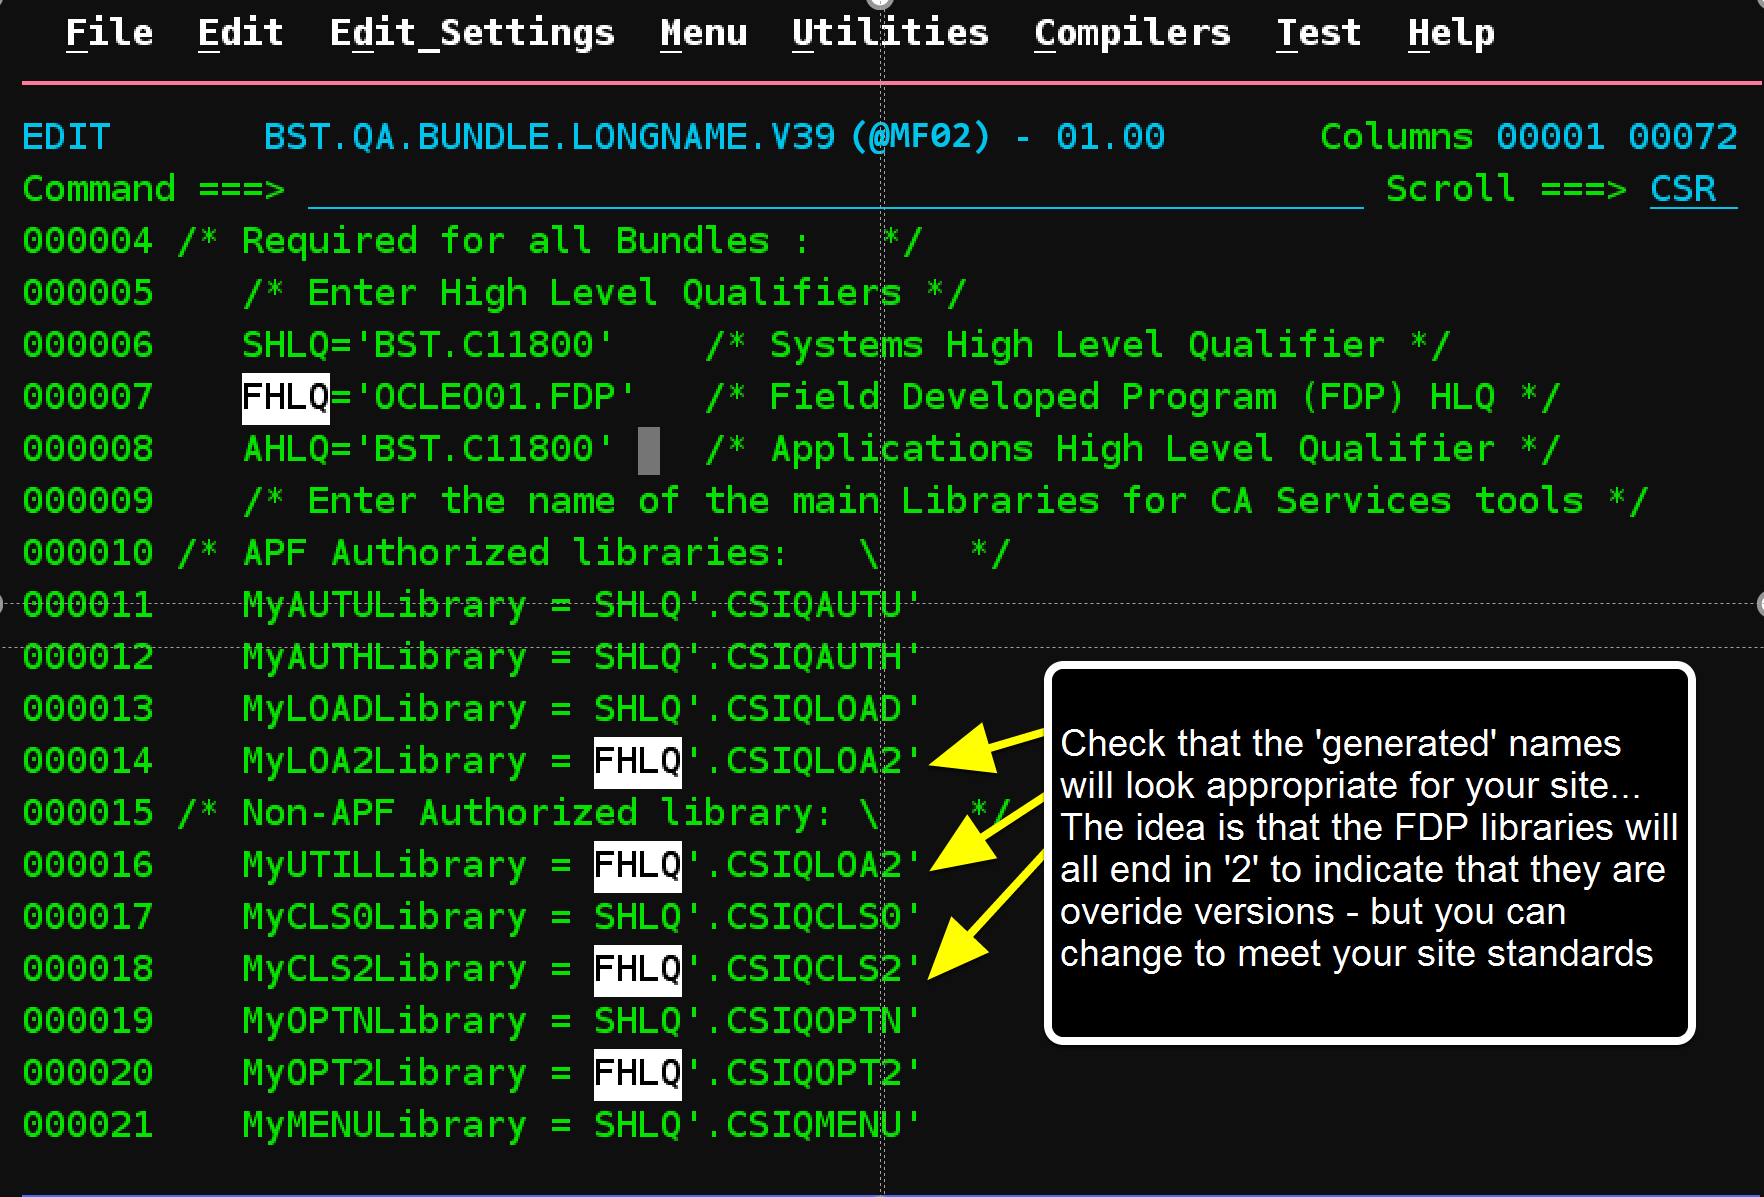 File  Edit  Edit_Settings  Menu  Utilities  Compilers  Test  Help
EDIT       BST.QA.BUNDLE.LONGNAME.V39 (@MF02) - 01.00       Columns 00001 00072
Command ===>                                                  Scroll ===> CSR
000004 /* Required for all Bundles :   */
000005    /* Enter High Level Qualifiers */
000006    SHLQ='BST.C11800'    /* Systems High Level Qualifier */
000007    FHLQ='OCLEO01.FDP'   /* Field Developed Program (FDP) HLQ */
000008    AHLQ='BST.C11800'    /* Applications High Level Qualifier */
000009    /* Enter the name of the main Libraries for CA Services tools */
000010 /* APF Authorized libraries:   \    */
000011    MyAUTULibrary = SHLQ'.CSIQAUTU'
000012    MyAUTHLibrary = SHLQ'.CSIQAUTH'
000013    MyLOADLibrary = SHLQ'.CSIQLOAD'
000014    MyLOA2Library = FHLQ'.CSIQLOA2'
000015 /* Non-APF Authorized library: \    */
000016    MyUTILLibrary = FHLQ'.CSIQLOA2'
000017    MyCLS0Library = SHLQ'.CSIQCLS0'
000018    MyCLS2Library = FHLQ'.CSIQCLS2'
000019    MyOPTNLibrary = SHLQ'.CSIQOPTN'
000020    MyOPT2Library = FHLQ'.CSIQOPT2'
000021    MyMENULibrary = SHLQ'.CSIQMENU'
Check that the 'generated' names
will look appropriate for your site...
The idea is that the FDP libraries will
all end in '2' to indicate that they are
overide versions - but you can
change to meet your site standards